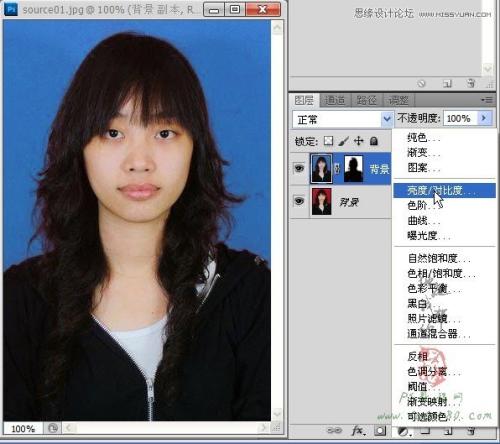 source01.jpg @ 100% (背景 副本, R...
思缘设计论坛 WWW.MISSYUAN.COM
图层 通道 路径 调整
正常 不透明度: 100%
锁定:
背景
背景
纯色...
渐变...
图案...
亮度/对比度...
色阶...
曲线...
曝光度...
自然饱和度...
色相/饱和度...
色彩平衡...
黑白...
照片滤镜...
通道混合器...
反相
色调分离...
阈值...
渐变映射...
可选颜色...
100%
fx